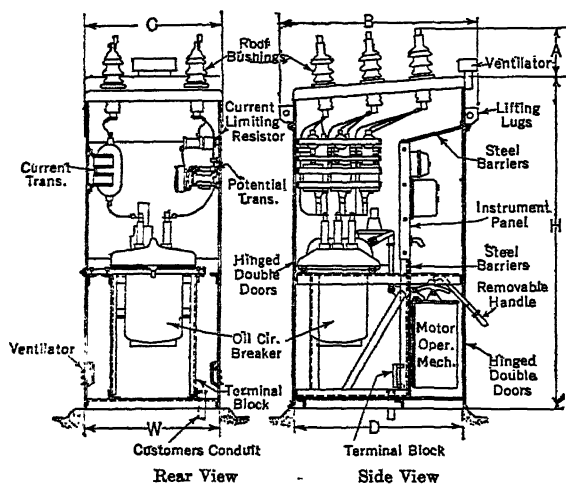 C
B
A
Roof
Bushings
Ventilator
Current
Limiting
Resistor
Lifting
Lugs
Steel
Barriers
Current
Trans.
Potential
Trans.
Instrument
Panel
H
Hinged
Double
Doors
Steel
Barriers
Removable
Handle
Oil Cir.
Breaker
Motor
Oper.
Mech.
Ventilator
Hinged
Double
Doors
Terminal
Block
W
D
Customers Conduit
Terminal Block
Rear View - Side View